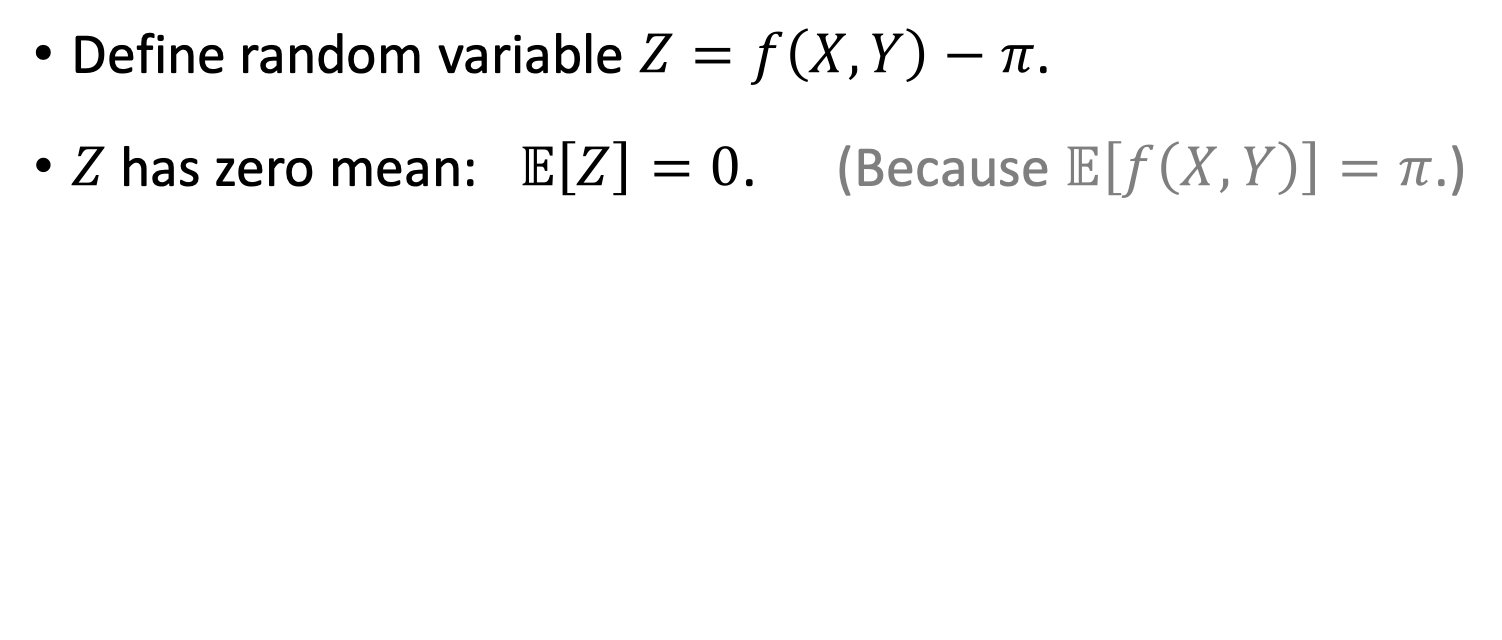 • Define random variable 𝑍 = 𝑓(𝑋, 𝑌) − 𝜋.
• 𝑍 has zero mean: 𝔼[𝑍] = 0. (Because 𝔼[𝑓(𝑋, 𝑌)] = 𝜋.)